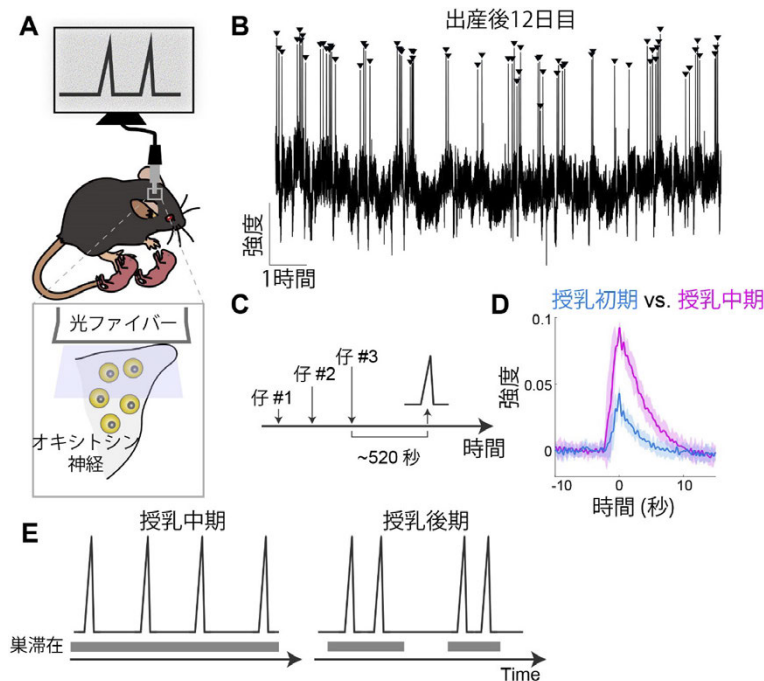 A
光ファイバー
オキシトシン
神経
B
出産後12日目
強度
1時間
C
仔 #1
仔 #2
仔 #3
~520 秒
時間
D
授乳初期 vs. 授乳中期
強度
0.1
0.05
0
-10
0
10
時間 (秒)
E
授乳中期
授乳後期
巣滞在
Time